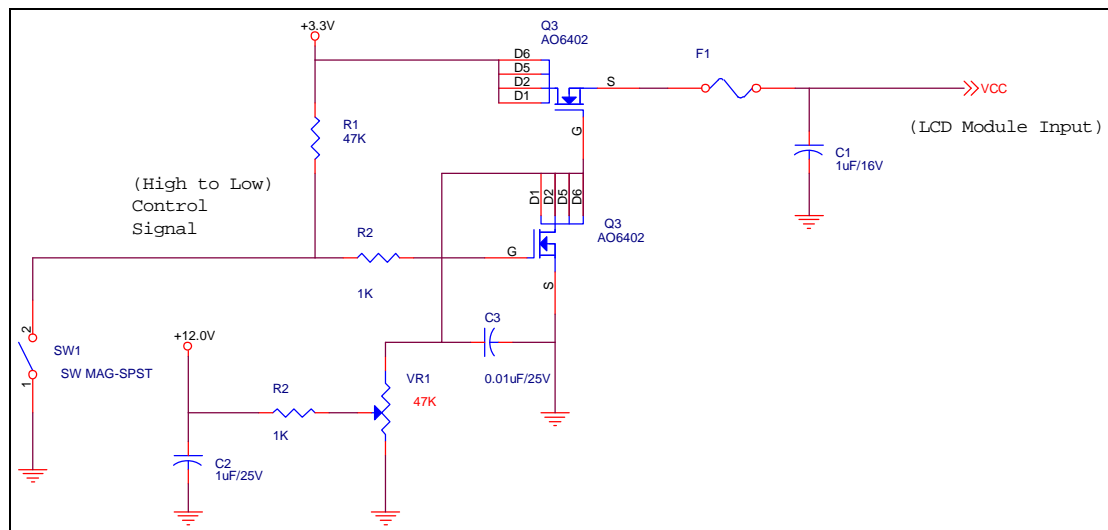 +3.3V
Q3
AO6402
D6
D5
D2
D1
S
G
F1
VCC
(LCD Module Input)
R1
47K
C1
1uF/16V
(High to Low)
Control
Signal
D1
D2
D5
D6
Q3
AO6402
R2
1K
G
S
2
SW1
SW MAG-SPST
1
+12.0V
C3
0.01uF/25V
R2
1K
VR1
47K
C2
1uF/25V